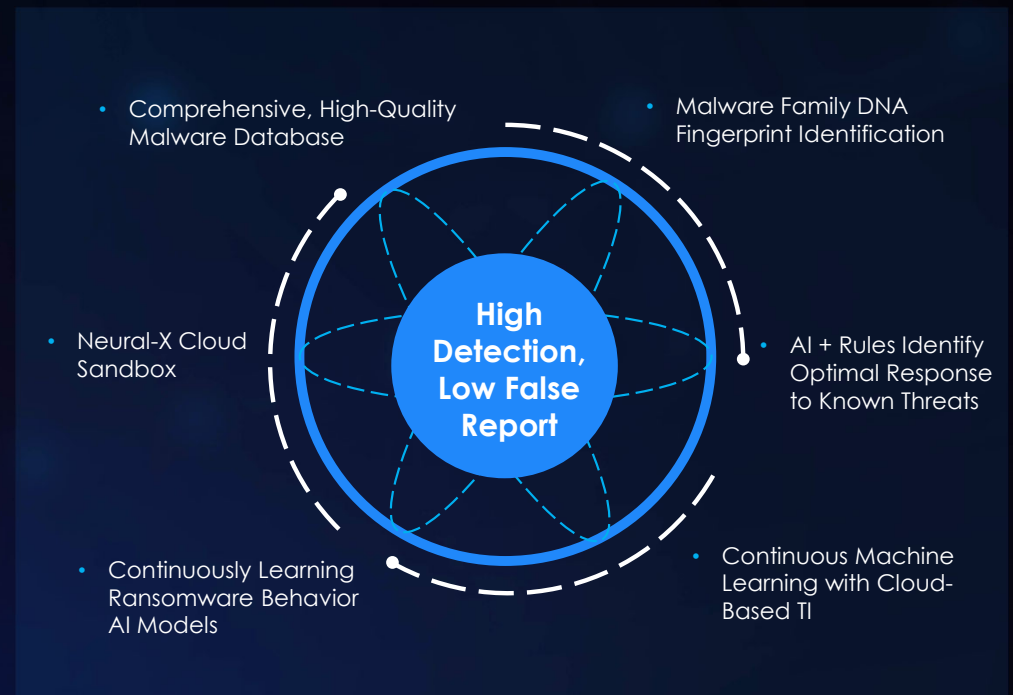 Comprehensive, High-Quality
Malware Database
Malware Family DNA
Fingerprint Identification
High
Detection,
Low False
Report
Neural-X Cloud
Sandbox
AI + Rules Identify
Optimal Response
to Known Threats
Continuously Learning
Ransomware Behavior
AI Models
Continuous Machine
Learning with Cloud-
Based TI